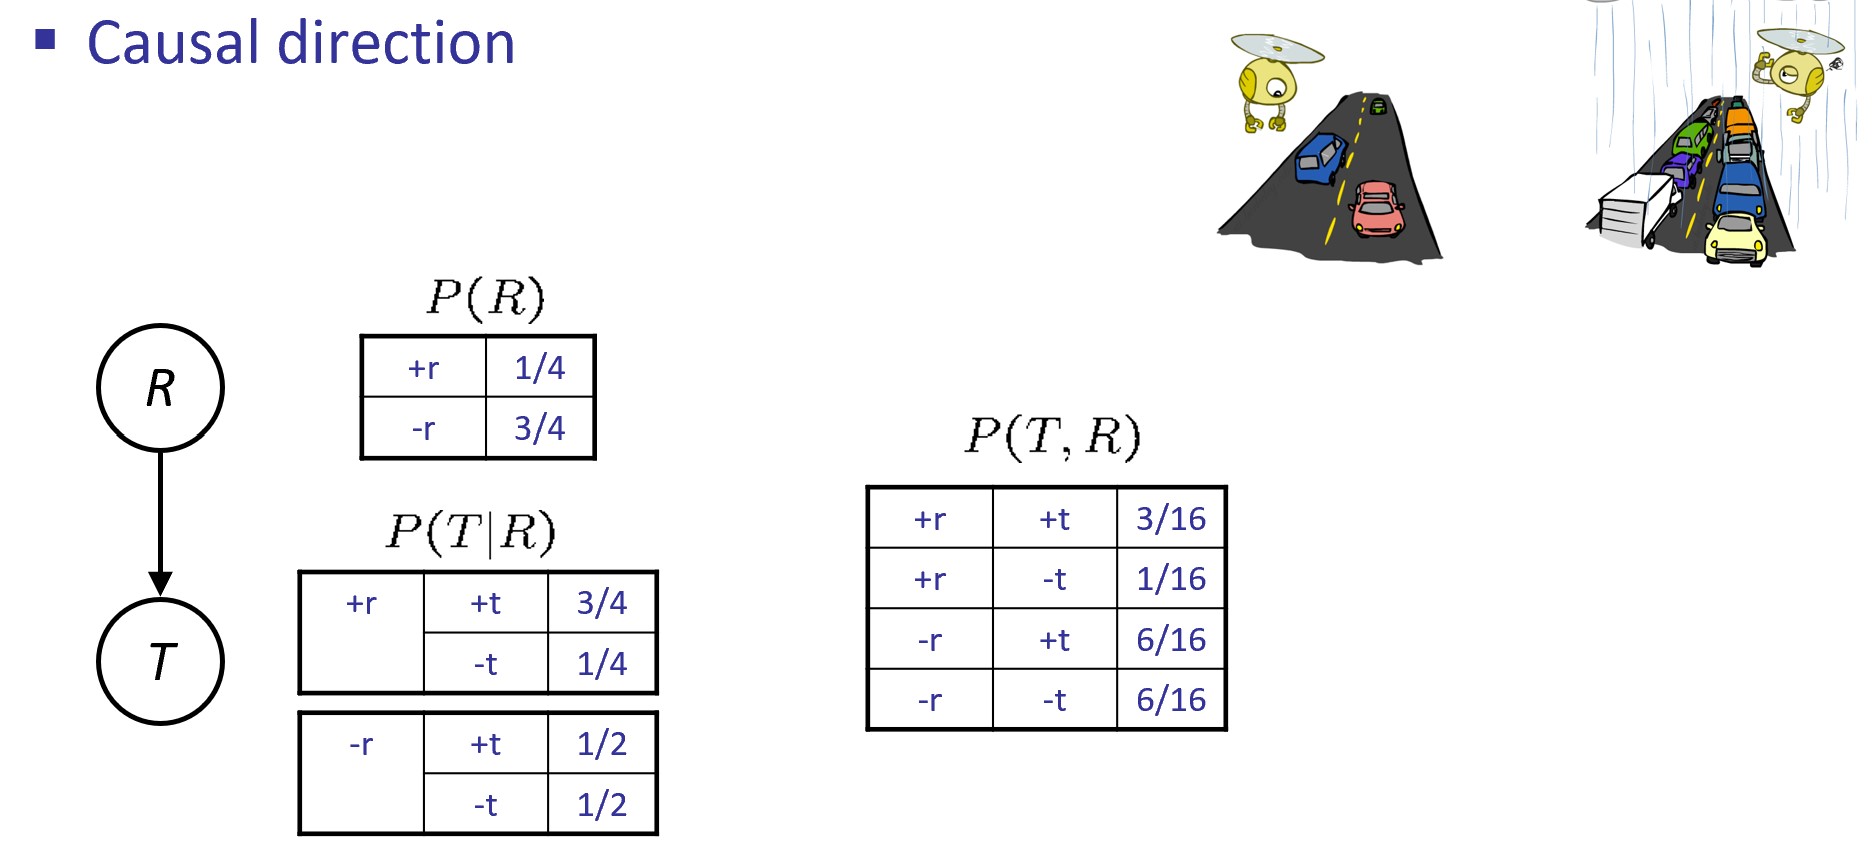 ▪ Causal direction
P(R)
+r 1/4
-r 3/4
R
T
P(T|R)
+r +t 3/4
-t 1/4
-r +t 1/2
-t 1/2
P(T, R)
+r +t 3/16
+r -t 1/16
-r +t 6/16
-r -t 6/16